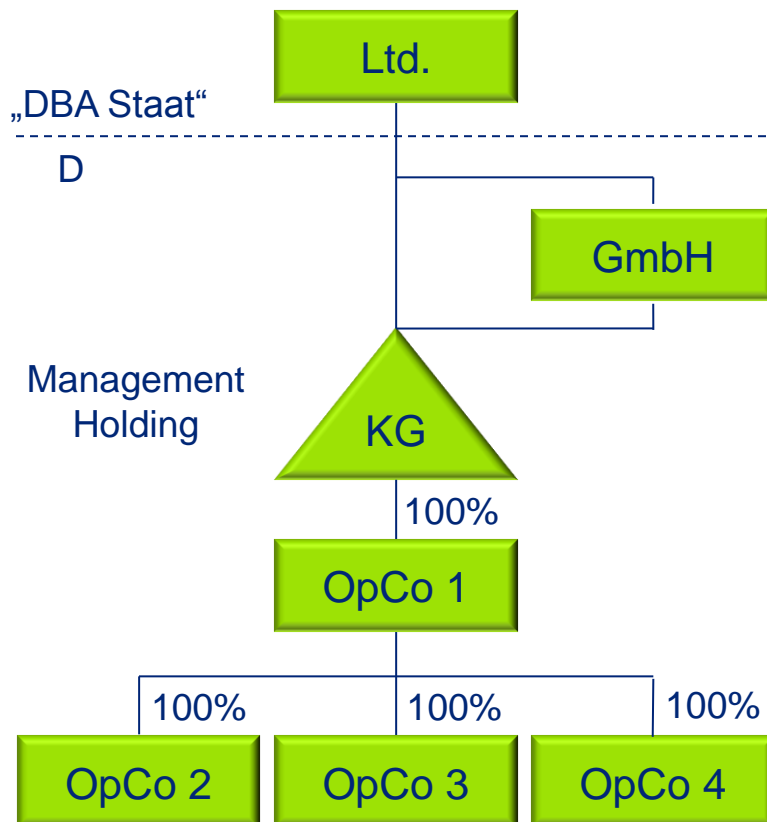 Ltd.
„DBA Staat“
D
GmbH
Management
Holding
KG
100%
OpCo 1
100%
100%
100%
OpCo 2
OpCo 3
OpCo 4